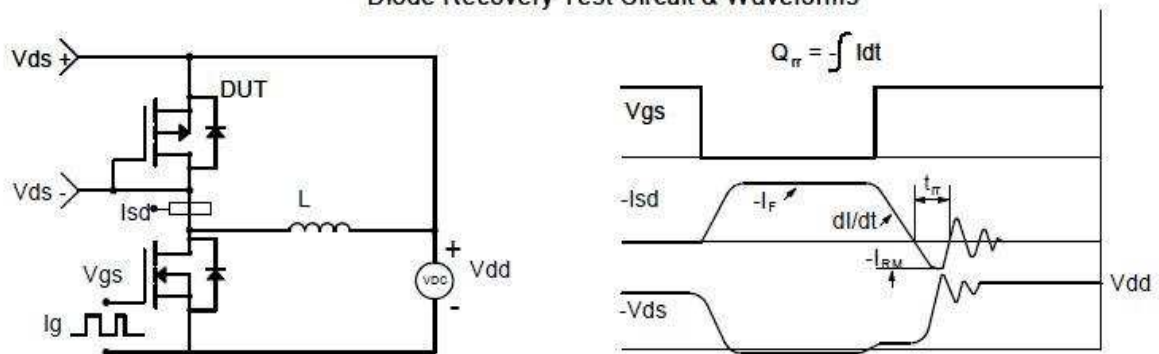 Diode Recovery Test Circuit & Waveforms
Vds +
DUT
Vds -
Isd
L
Vgs
Ig
VDC
+
-
Vdd
Qrr = -∫ Idt
Vgs
-Isd
-IF
dI/dt
trr
-IRM
Vdd
-Vds